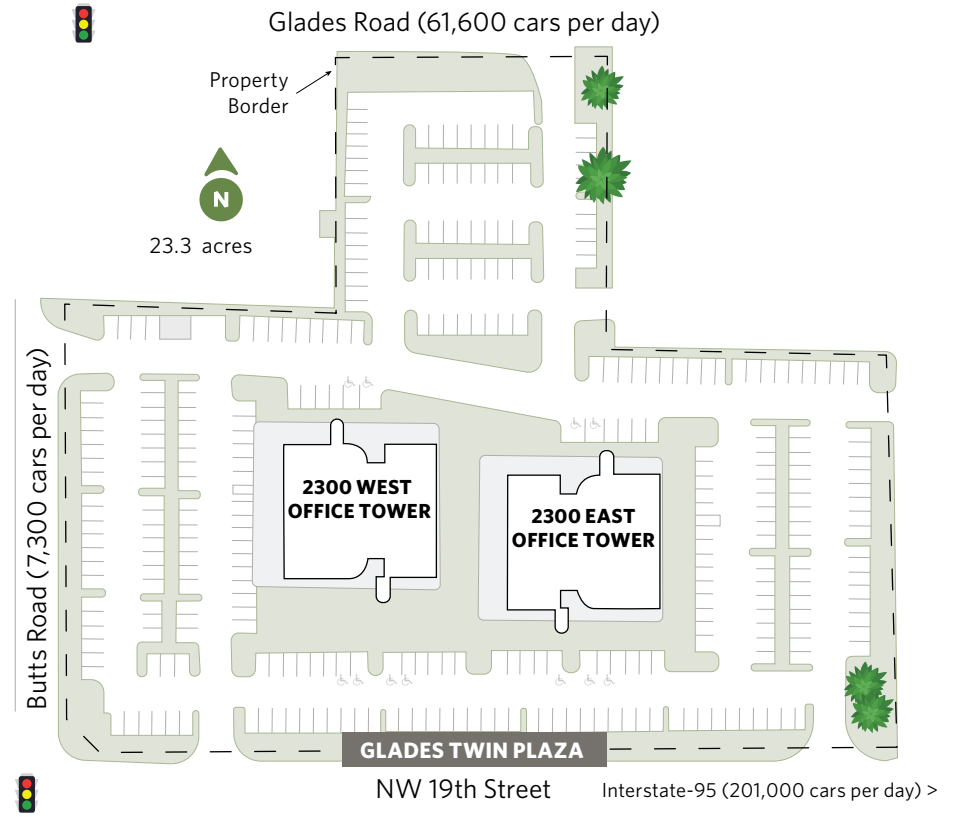 Glades Road (61,600 cars per day)
Property
Border
N
23.3 acres
Butts Road (7,300 cars per day)
2300 WEST
OFFICE TOWER
2300 EAST
OFFICE TOWER
GLADES TWIN PLAZA
NW 19th Street
Interstate-95 (201,000 cars per day) >